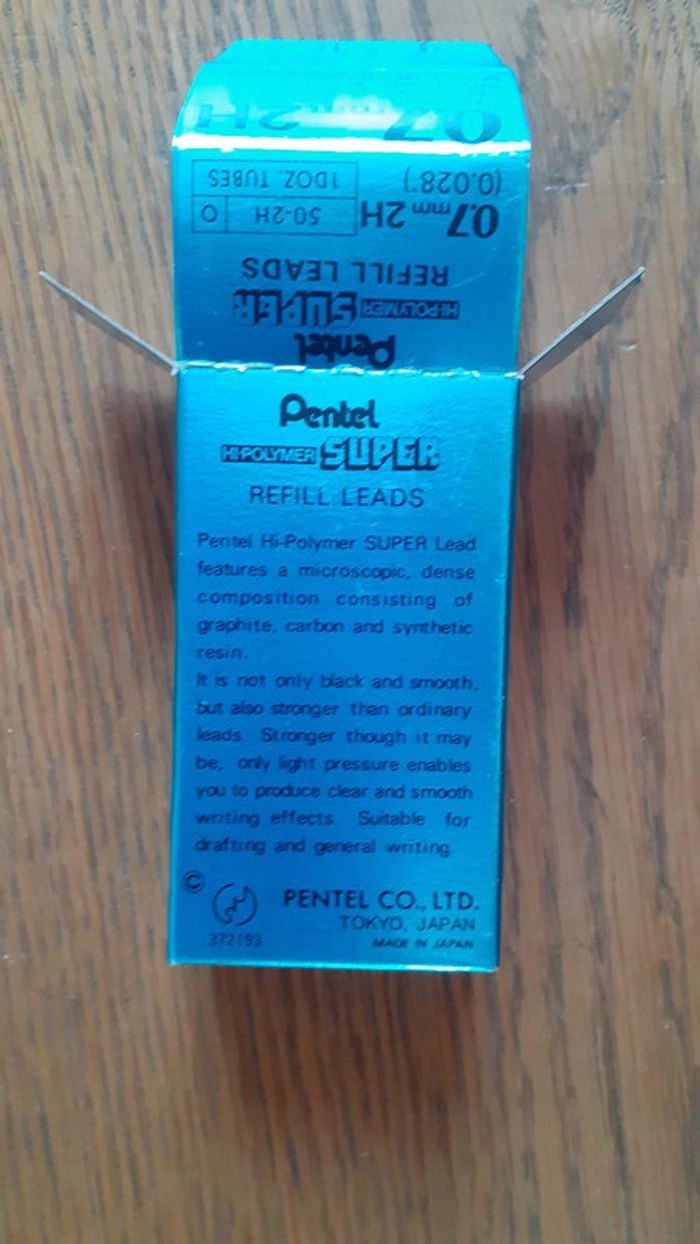 0.7 2H
1 DOZ. TUBES
(0.028")
50-2H O
0.7mm 2H
REFILL LEADS
HI-POLYMER SUPER
Pentel
Pentel
HI-POLYMER SUPER
REFILL LEADS
Pentel Hi-Polymer SUPER Lead
features a microscopic, dense
composition consisting of
graphite, carbon and synthetic
resin.
It is not only black and smooth,
but also stronger than ordinary
leads. Stronger though it may
be, only light pressure enables
you to produce clear and smooth
writing effects. Suitable for
drafting and general writing.
©
PENTEL CO., LTD.
TOKYO, JAPAN
372193 MADE IN JAPAN